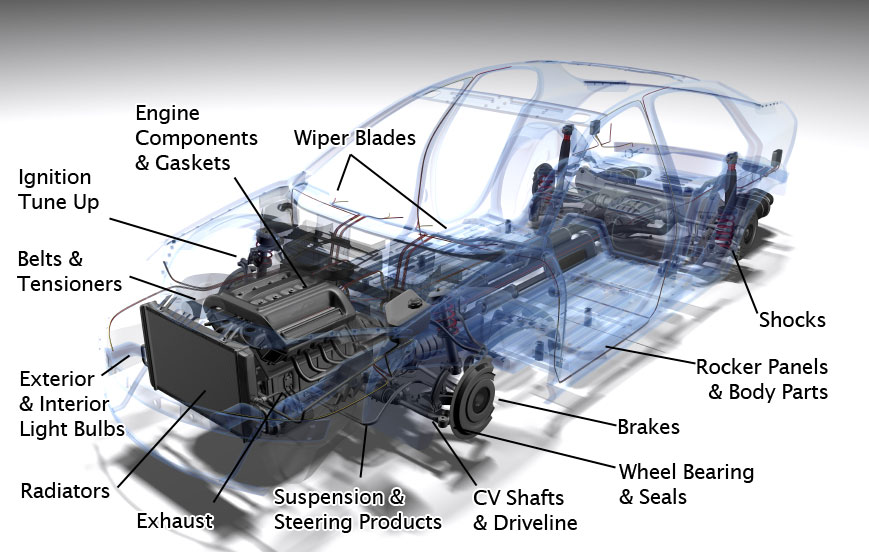 Engine
Components
& Gaskets
Wiper Blades
Ignition
Tune Up
Belts &
Tensioners
Shocks
Rocker Panels
& Body Parts
Exterior
& Interior
Light Bulbs
Brakes
Wheel Bearing
& Seals
Radiators
Exhaust
Suspension &
Steering Products
CV Shafts
& Driveline